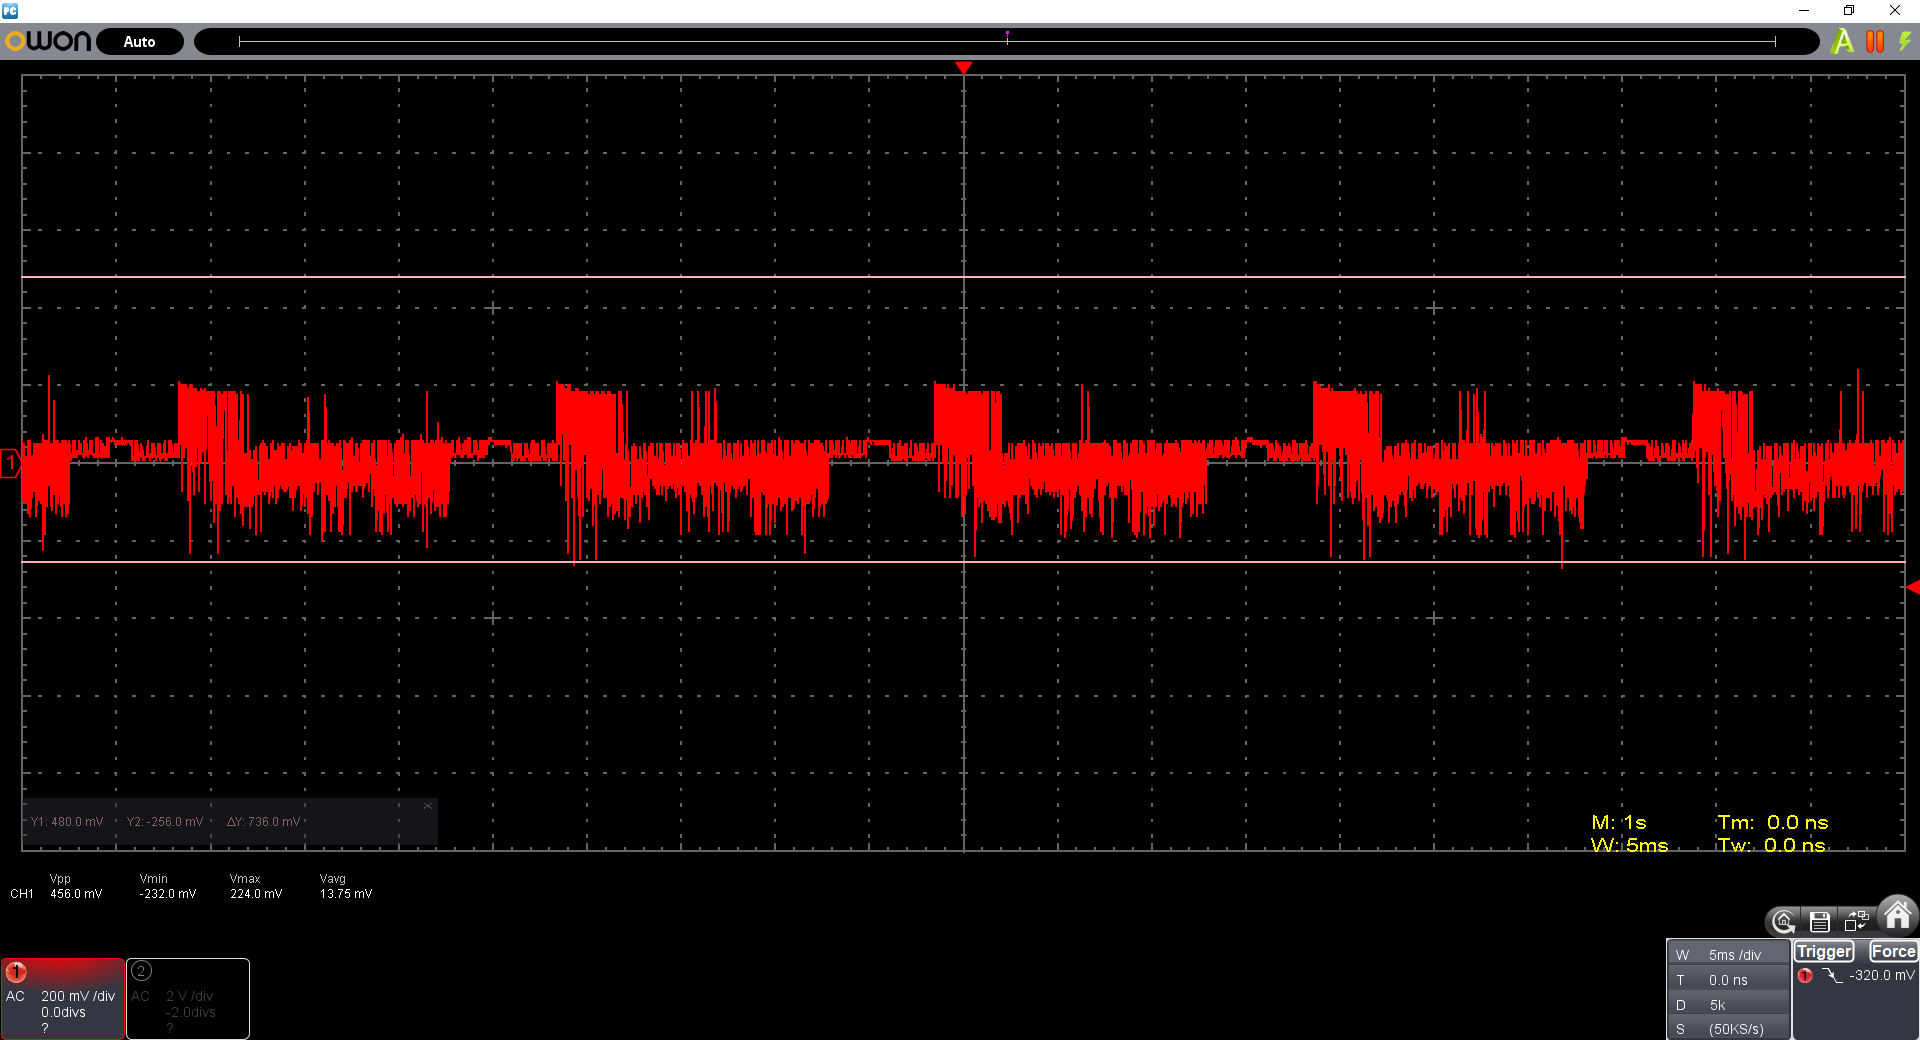 PC
OWON Auto
A
1
Y1: 480.0 mV Y2: -256.0 mV ΔY: 736.0 mV
M: 1s Tm: 0.0 ns
W: 5ms Tw: 0.0 ns
Vpp Vmin Vmax Vavg
CH1 456.0 mV -232.0 mV 224.0 mV 13.75 mV
1
AC 200 mV /div
0.0divs
?
2
AC 2 V /div
-2.0divs
?
W 5ms /div
T 0.0 ns
D 5k
S (50KS/s)
Trigger Force
1 -320.0 mV